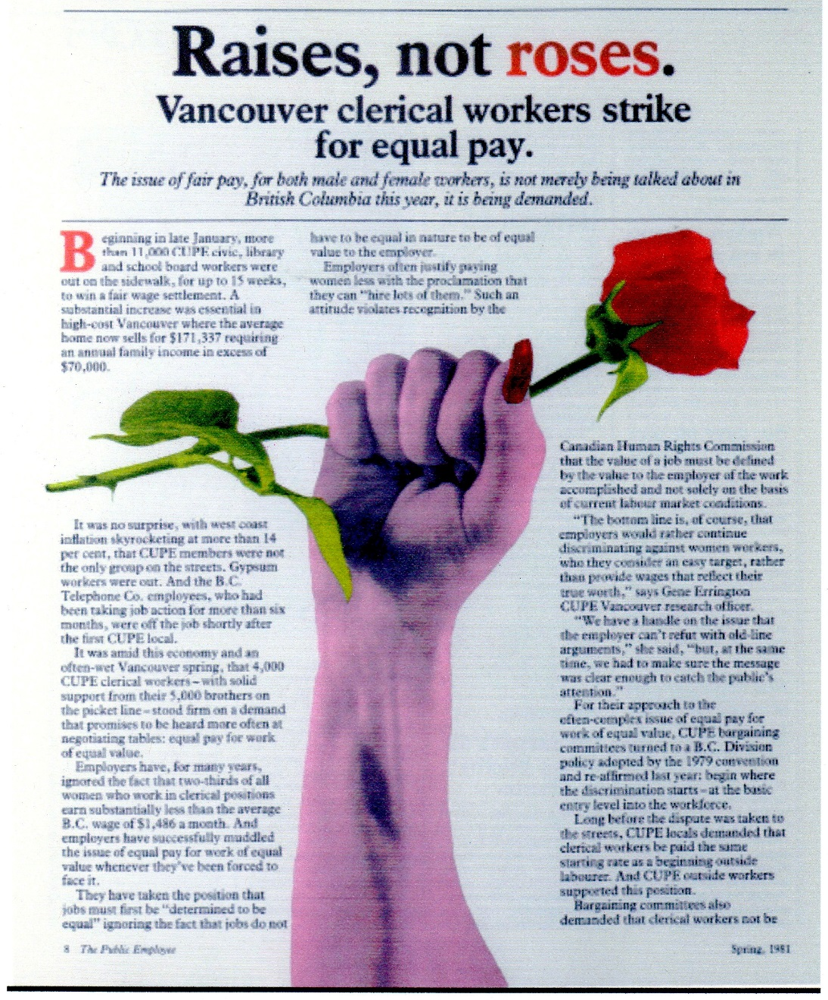 Raises, not roses.
Vancouver clerical workers strike
for equal pay.
The issue of fair pay, for both male and female workers, is not merely being talked about in
British Columbia this year, it is being demanded.
Beginning in late January, more
than 11,000 CUPE civic, library
and school board workers were
out on the sidewalk, for up to 15 weeks,
to win a fair wage settlement. A
substantial increase was essential in
high-cost Vancouver where the average
home now sells for $171,337 requiring
an annual family income in excess of
$70,000.
It was no surprise, with west coast
inflation skyrocketing at more than 14
per cent, that CUPE members were not
the only group on the streets. Gypsum
workers were out. And the B.C.
Telephone Co. employees, who had
been taking job action for more than six
months, were off the job shortly after
the first CUPE local.
It was amid this economy and an
often-wet Vancouver spring, that 4,000
CUPE clerical workers–with solid
support from their 5,000 brothers on
the picket line–stood firm on a demand
that promises to be heard more often at
negotiating tables: equal pay for work
of equal value.
Employers have, for many years,
ignored the fact that two-thirds of all
women who work in clerical positions
earn substantially less than the average
B.C. wage of $1,486 a month. And
employers have successfully muddled
the issue of equal pay for work of equal
value whenever they've been forced to
face it.
They have taken the position that
jobs must first be "determined to be
equal" ignoring the fact that jobs do not
have to be equal in nature to be of equal
value to the employer.
Employers often justify paying
women less with the proclamation that
they can "hire lots of them." Such an
attitude violates recognition by the
Canadian Human Rights Commission
that the value of a job must be defined
by the value to the employer of the work
accomplished and not solely on the basis
of current labour market conditions.
"The bottom line is, of course, that
employers would rather continue
discriminating against women workers,
who they consider an easy target, rather
than provide wages that reflect their
true worth," says Gene Errington
CUPE Vancouver research officer.
"We have a handle on the issue that
the employer can't refut with old-line
arguments," she said, "but, at the same
time, we had to make sure the message
was clear enough to catch the public's
attention."
For their approach to the
often-complex issue of equal pay for
work of equal value, CUPE bargaining
committees turned to a B.C. Division
policy adopted by the 1979 convention
and re-affirmed last year: begin where
the discrimination starts–at the basic
entry level into the workforce.
Long before the dispute was taken to
the streets, CUPE locals demanded that
clerical workers be paid the same
starting rate as a beginning outside
labourer. And CUPE outside workers
supported this position.
Bargaining committees also
demanded that clerical workers not be
8 The Public Employee
Spring, 1981